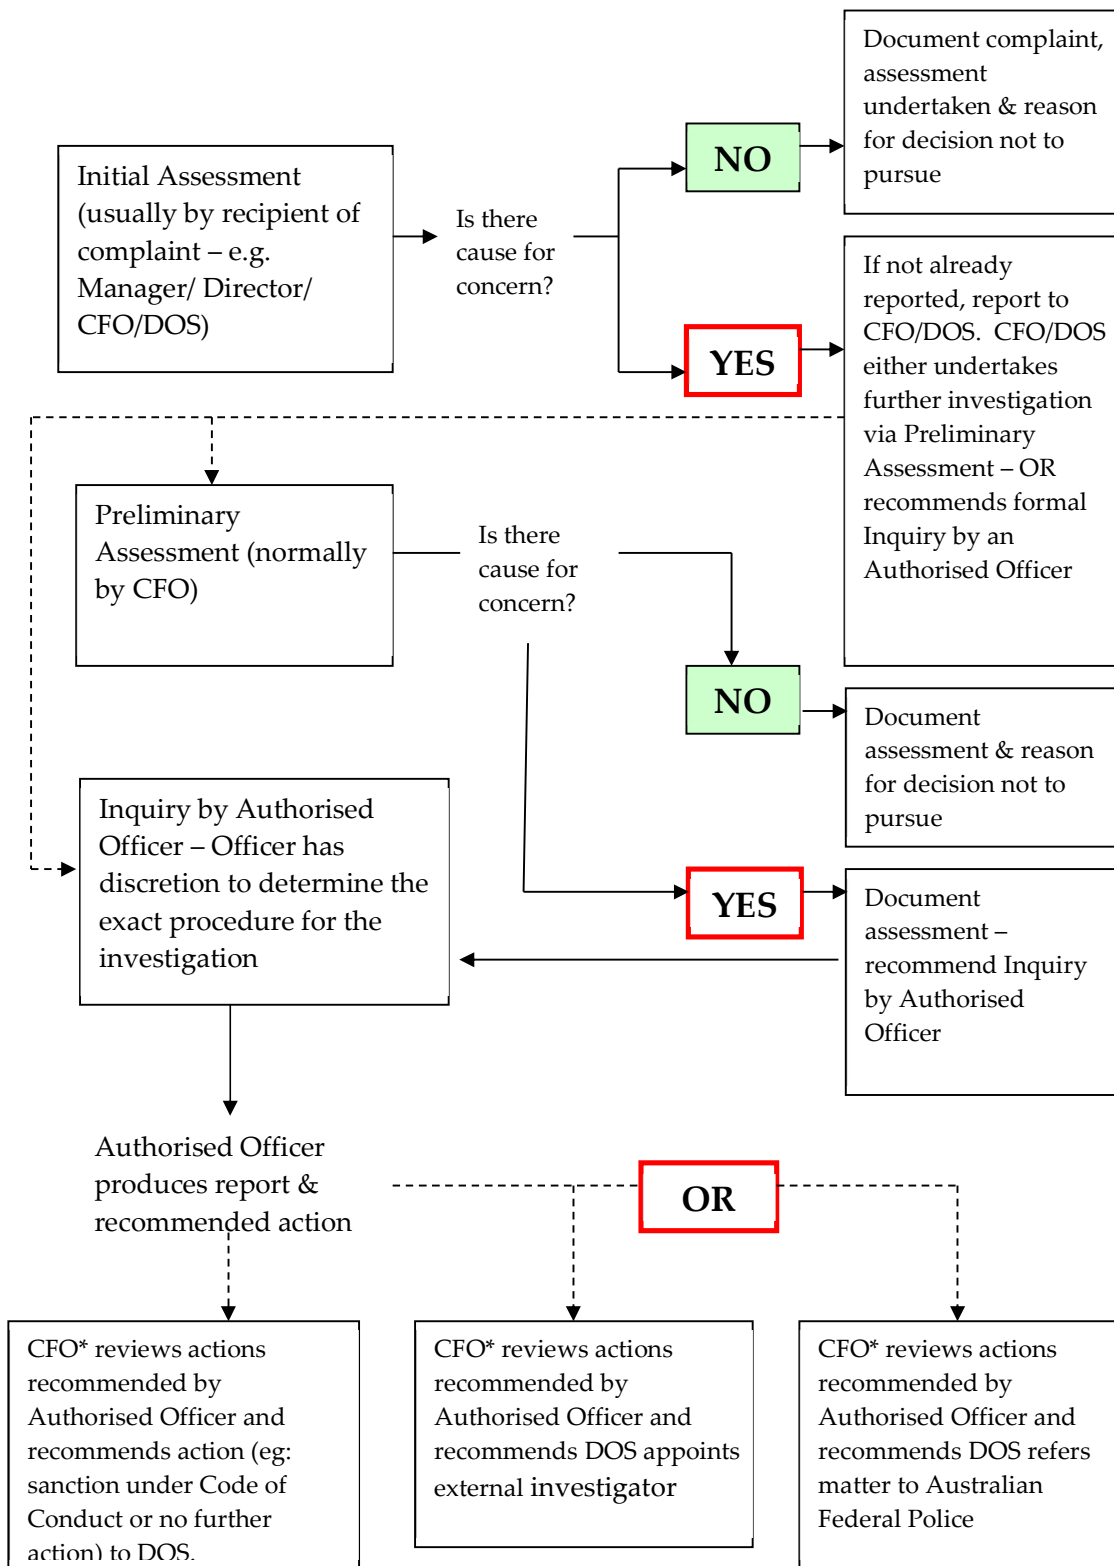 Document complaint,
assessment
undertaken & reason
for decision not to
pursue
NO
Initial Assessment
(usually by recipient of
complaint – e.g.
Manager/ Director/
CFO/DOS)
Is there
cause for
concern?
YES
If not already
reported, report to
CFO/DOS.  CFO/DOS
either undertakes
further investigation
via Preliminary
Assessment – OR
recommends formal
Inquiry by an
Authorised Officer
Preliminary
Assessment (normally
by CFO)
Is there
cause for
concern?
NO
Document
assessment & reason
for decision not to
pursue
Inquiry by Authorised
Officer – Officer has
discretion to determine the
exact procedure for the
investigation
YES
Document
assessment –
recommend Inquiry
by Authorised
Officer
Authorised Officer
produces report &
recommended action
OR
CFO* reviews actions
recommended by
Authorised Officer and
recommends action (eg:
sanction under Code of
Conduct or no further
action) to DOS.
CFO* reviews actions
recommended by
Authorised Officer and
recommends DOS appoints
external investigator
CFO* reviews actions
recommended by
Authorised Officer and
recommends DOS refers
matter to Australian
Federal Police